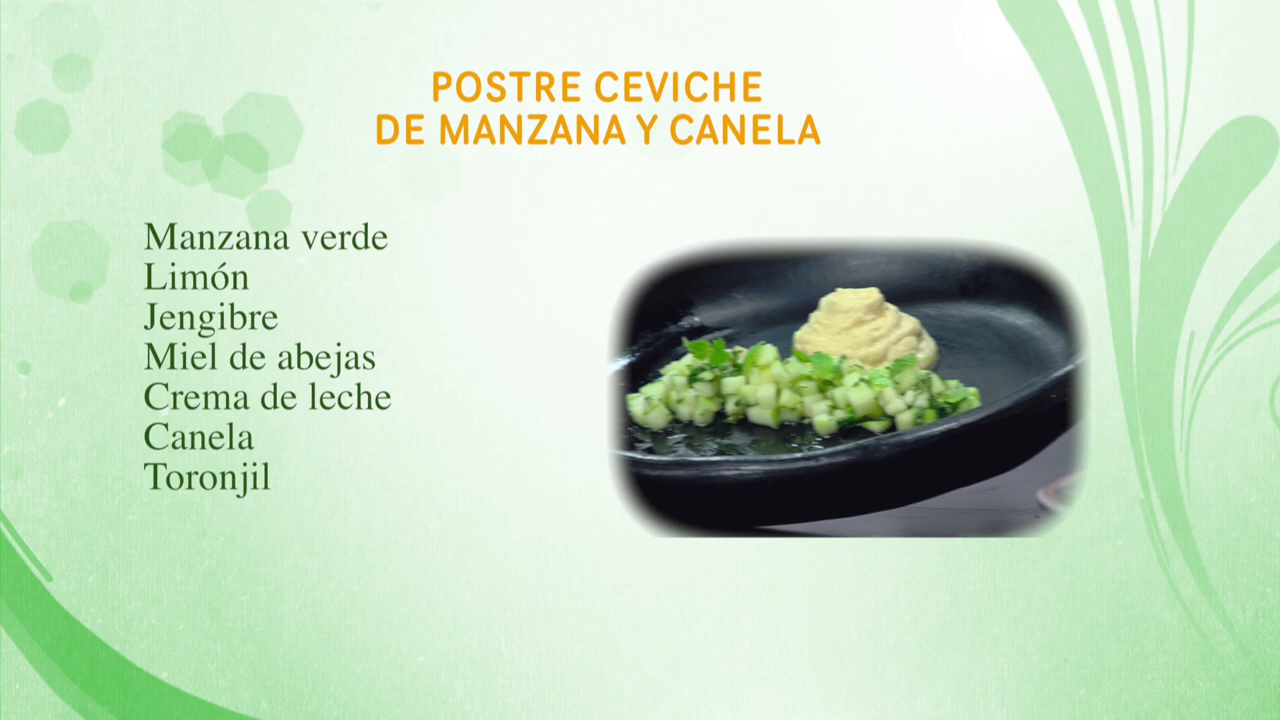 POSTRE CEVICHE
DE MANZANA Y CANELA
Manzana verde
Limón
Jengibre
Miel de abejas
Crema de leche
Canela
Toronjil